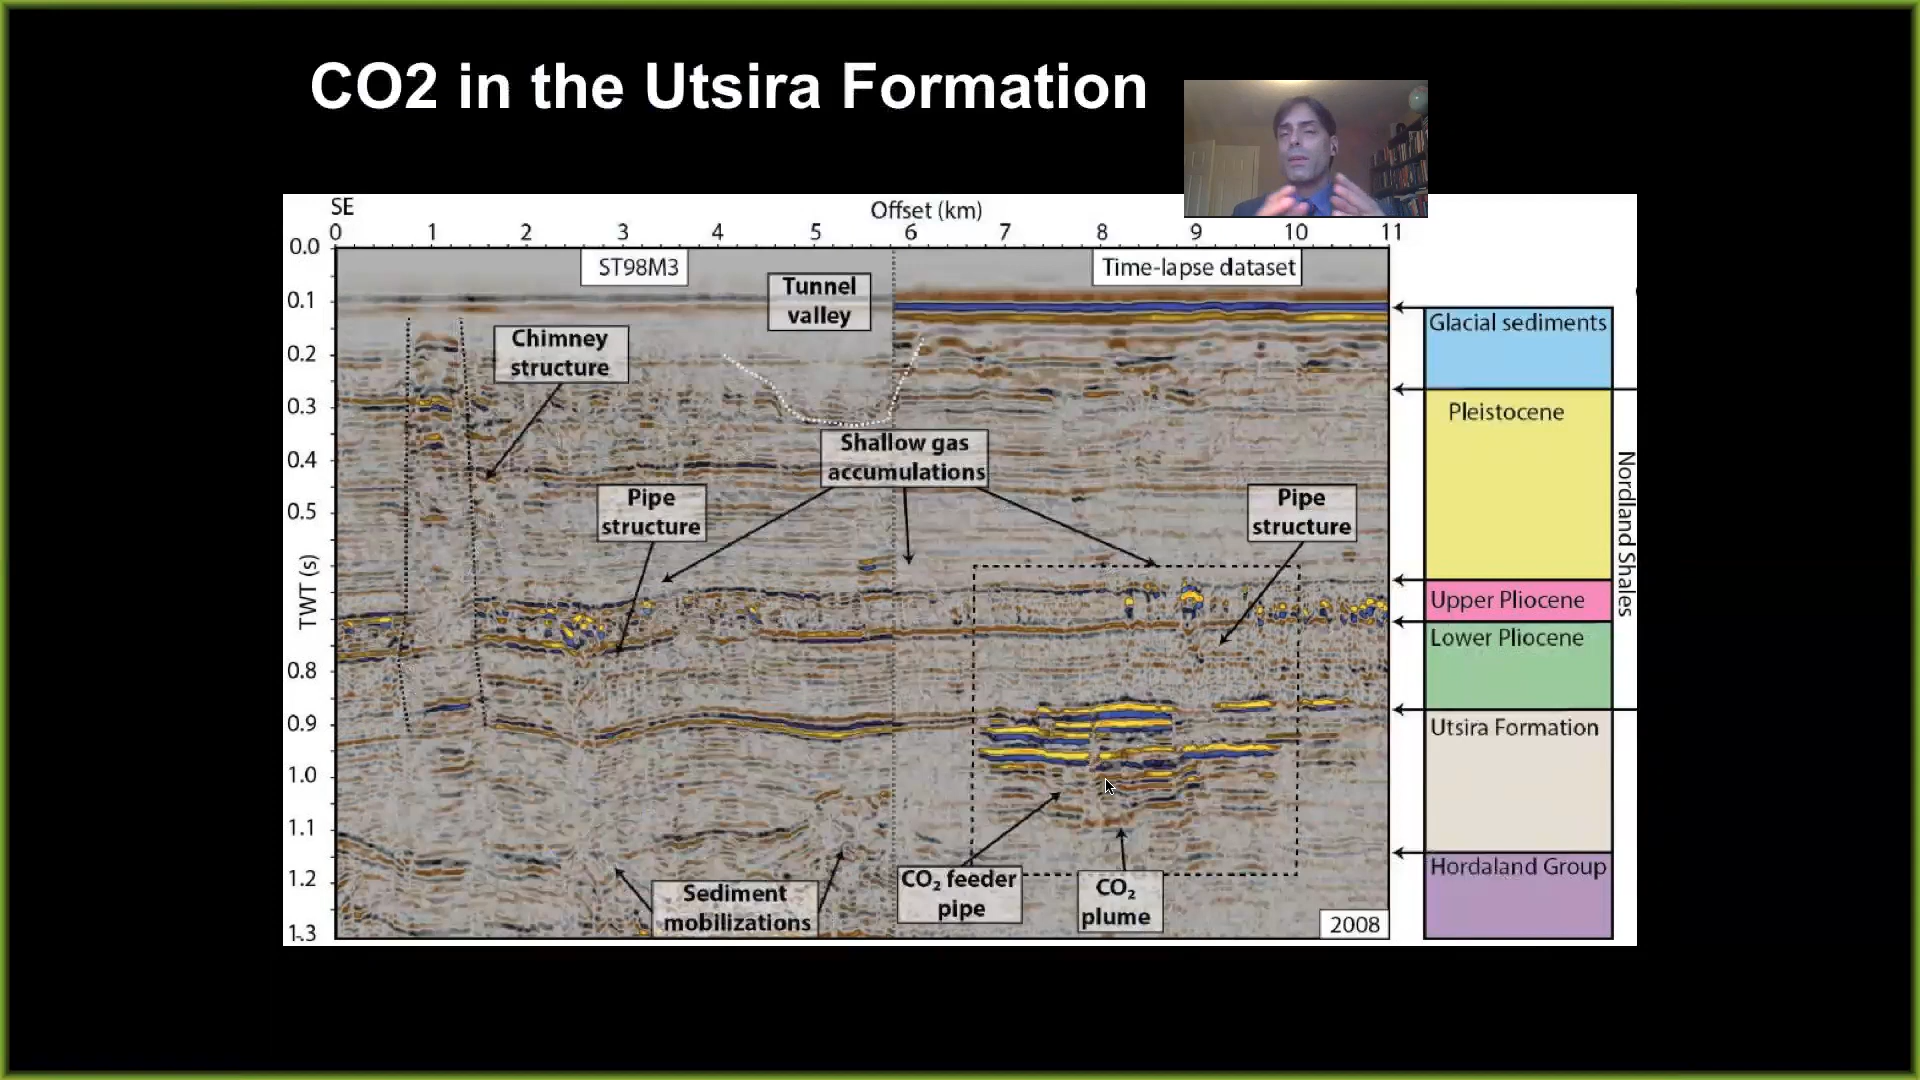 CO2 in the Utsira Formation
SE
Offset (km)
0 1 2 3 4 5 6 7 8 9 10 11
0.0
ST98M3
Time-lapse dataset
Tunnel
valley
0.1
Glacial sediments
Chimney
structure
0.2
0.3
Pleistocene
Shallow gas
accumulations
0.4
Pipe
structure
Pipe
structure
0.5
Nordland Shales
TWT (s)
Upper Pliocene
Lower Pliocene
0.8
0.9
Utsira Formation
1.0
1.1
Hordaland Group
1.2
CO₂ feeder
pipe
CO₂
plume
Sediment
mobilizations
2008
1.3